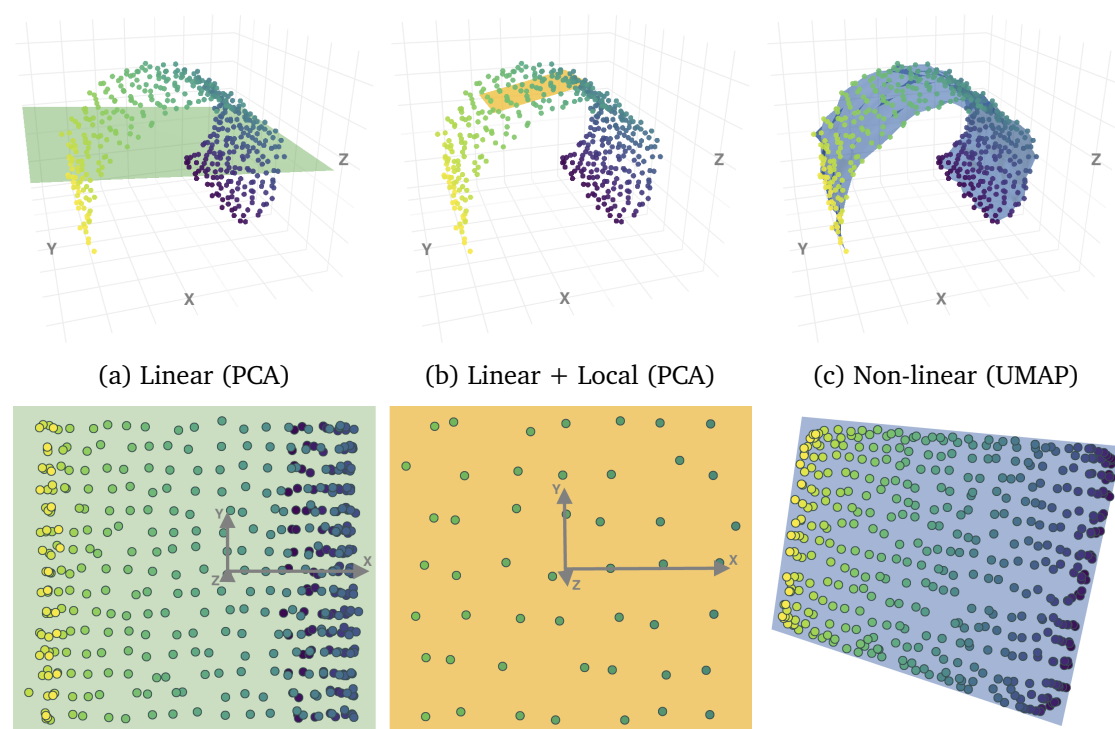 Z
Y
X
Z
Y
X
Z
Y
X
(a) Linear (PCA)
(b) Linear + Local (PCA)
(c) Non-linear (UMAP)
Y
X
Z
Y
X
Z